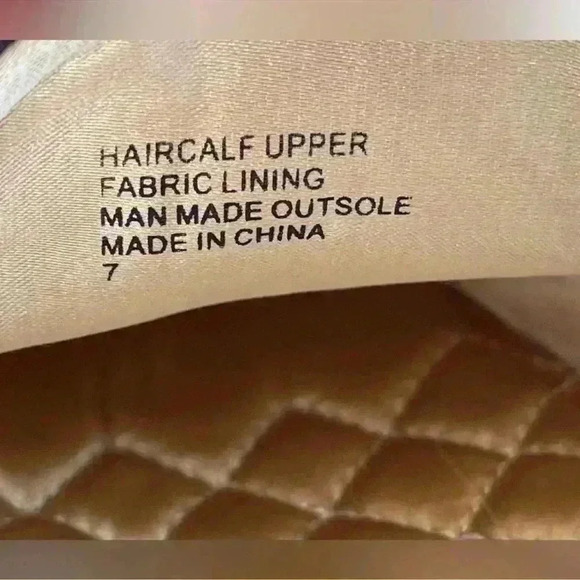 HAIRCALF UPPER
FABRIC LINING
MAN MADE OUTSOLE
MADE IN CHINA
7